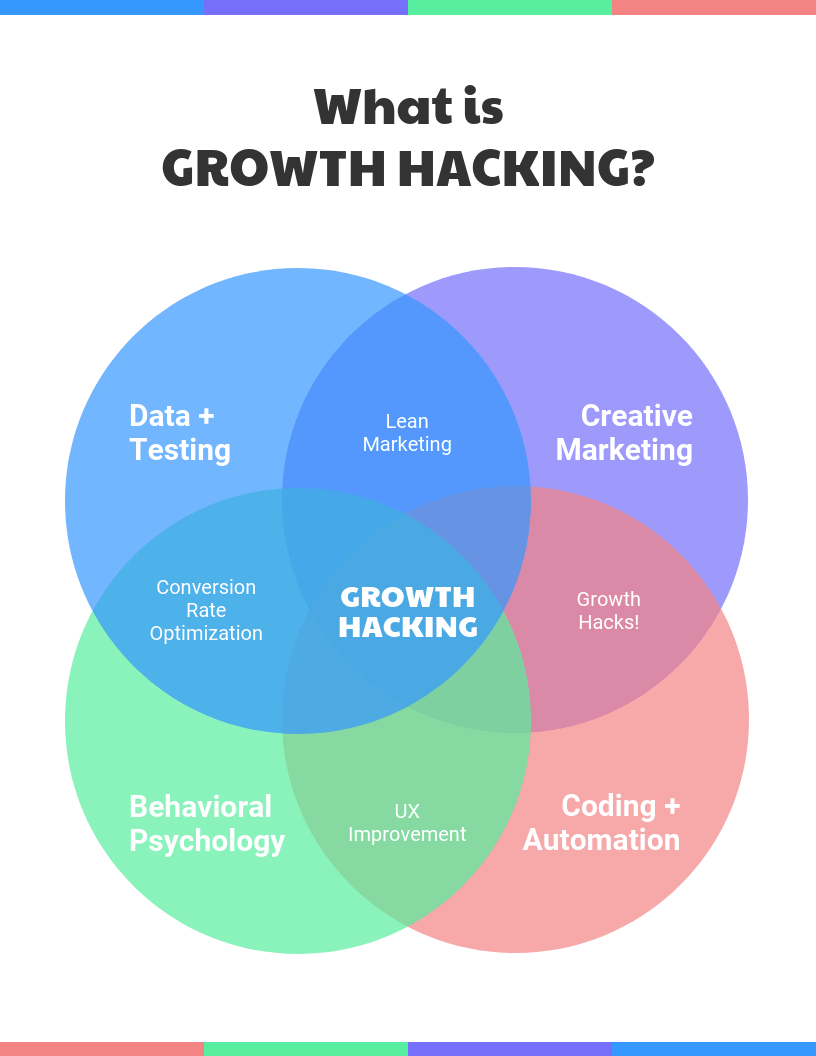 What is
GROWTH HACKING?
Data +
Testing
Lean
Marketing
Creative
Marketing
Conversion
Rate
Optimization
GROWTH
HACKING
Growth
Hacks!
Behavioral
Psychology
UX
Improvement
Coding +
Automation